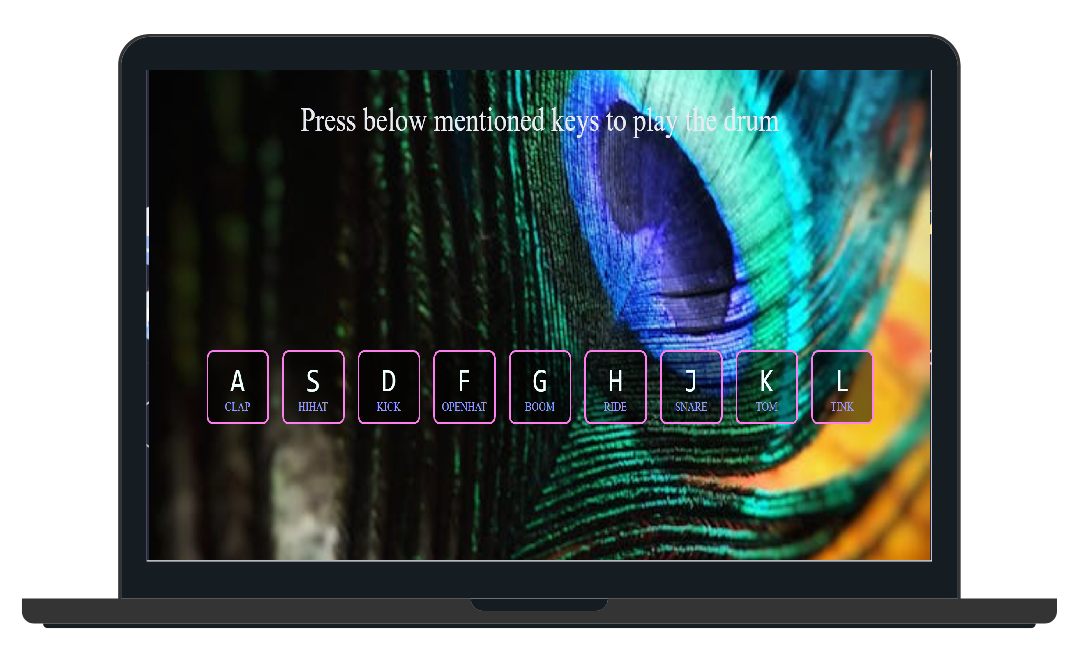 Press below mentioned keys to play the drum
A S D F G H J K L
CLAP HIHAT KICK OPENHAT BOOM RIDE SNARE TOM TINK